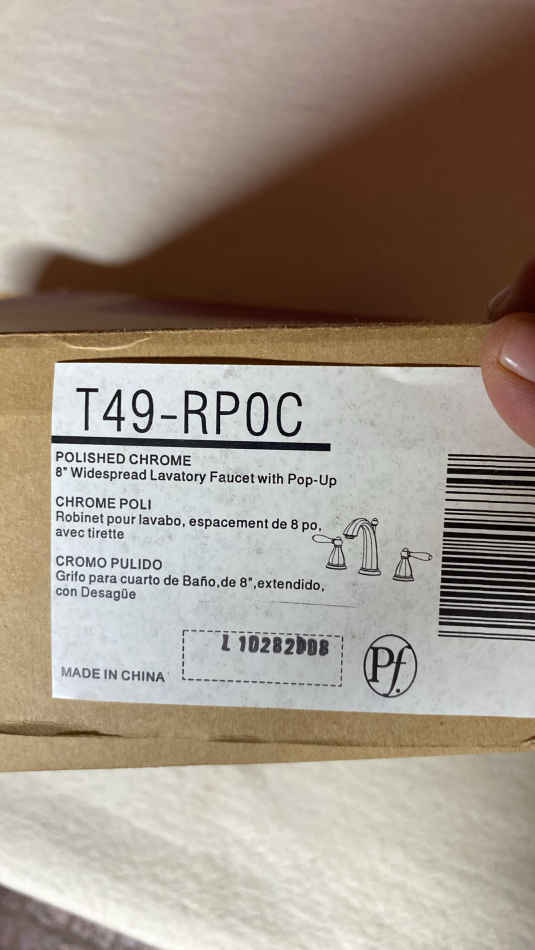 T49-RP0C
POLISHED CHROME
8" Widespread Lavatory Faucet with Pop-Up
CHROME POLI
Robinet pour lavabo, espacement de 8 po,
avec tirette
CROMO PULIDO
Grifo para cuarto de Baño,de 8",extendido,
con Desagüe
MADE IN CHINA
Pf.